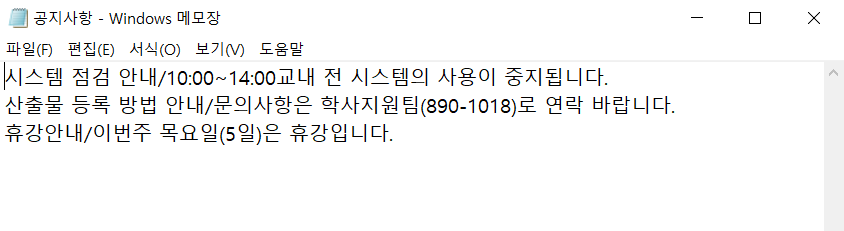 공지사항 - Windows 메모장
파일(F) 편집(E) 서식(O) 보기(V) 도움말
시스템 점검 안내/10:00~14:00교내 전 시스템의 사용이 중지됩니다.
산출물 등록 방법 안내/문의사항은 학사지원팀(890-1018)로 연락 바랍니다.
휴강안내/이번주 목요일(5일)은 휴강입니다.